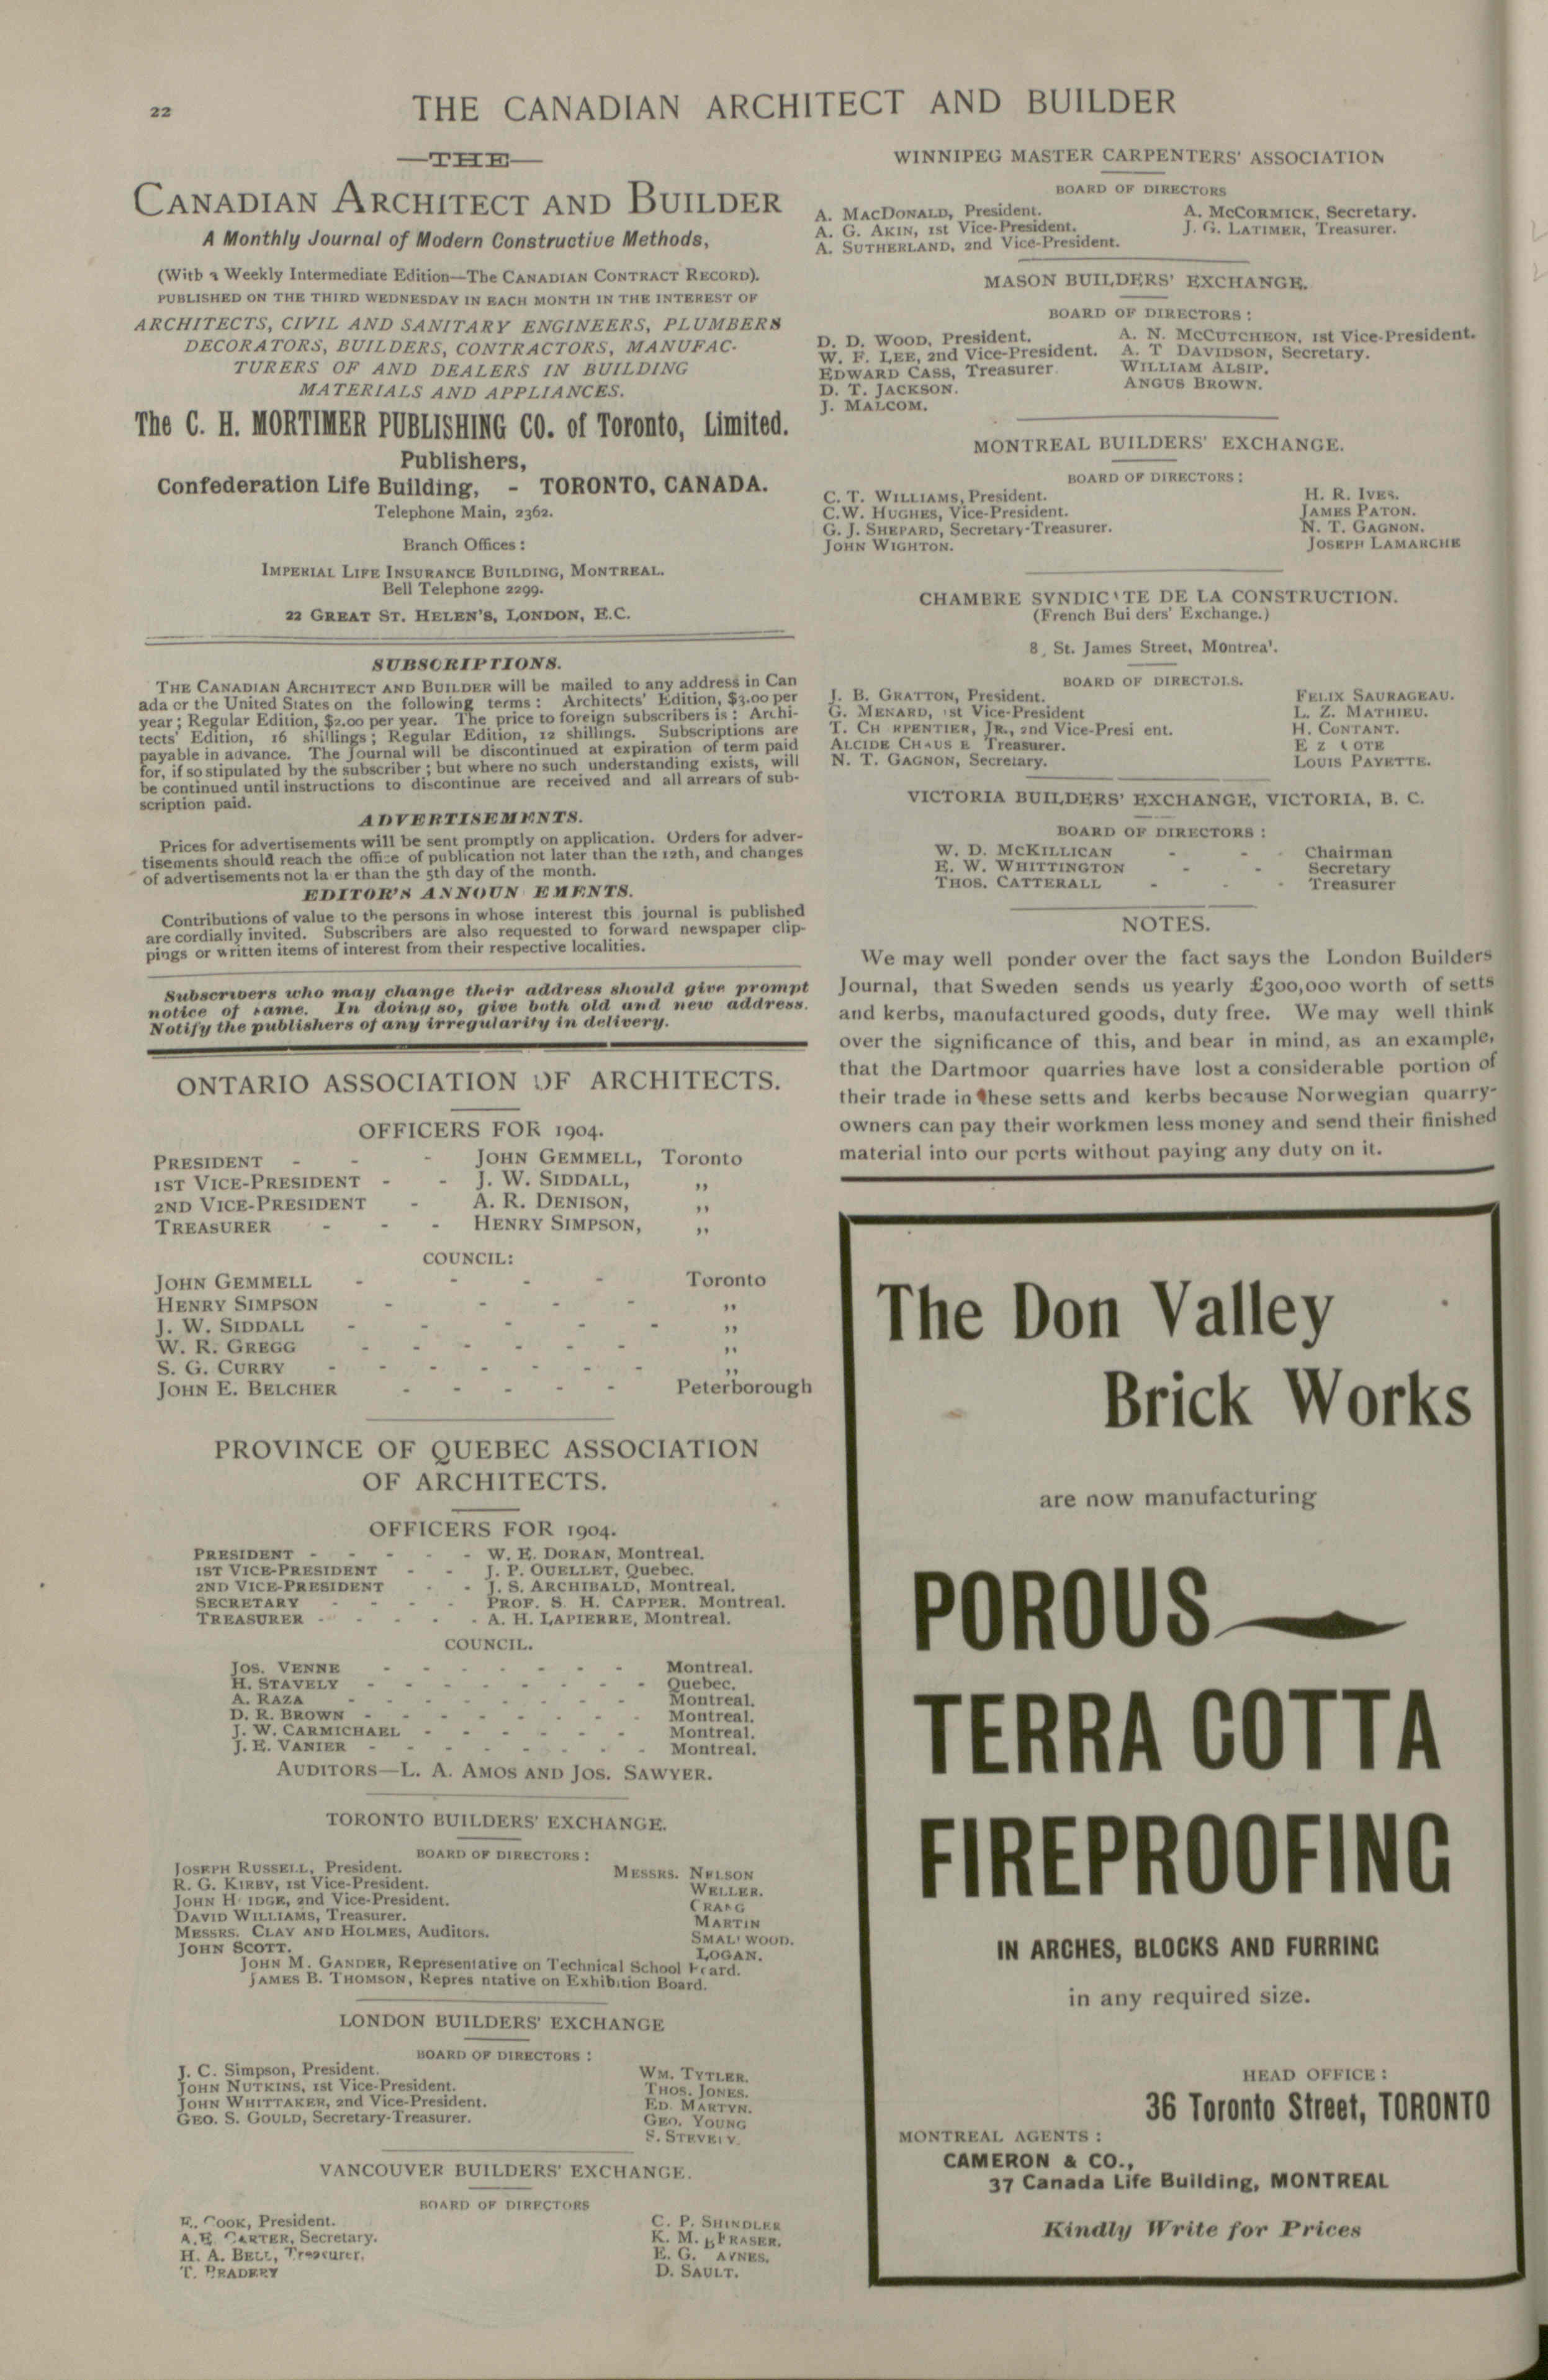 22
THE CANADIAN ARCHITECT AND BUILDER
—THE—
CANADIAN ARCHITECT AND BUILDER
A Monthly Journal of Modern Constructive Methods,
(With a Weekly Intermediate Edition—The CANADIAN CONTRACT RECORD).
PUBLISHED ON THE THIRD WEDNESDAY IN EACH MONTH IN THE INTEREST OF
ARCHITECTS, CIVIL AND SANITARY ENGINEERS, PLUMBERS
DECORATORS, BUILDERS, CONTRACTORS, MANUFAC-
TURERS OF AND DEALERS IN BUILDING
MATERIALS AND APPLIANCES.
The C. H. MORTIMER PUBLISHING CO. of Toronto, Limited.
Publishers,
Confederation Life Building, - TORONTO, CANADA.
Telephone Main, 2362.
Branch Offices :
IMPERIAL LIFE INSURANCE BUILDING, MONTREAL.
Bell Telephone 2299.
22 GREAT ST. HELEN'S, LONDON, E.C.
SUBSCRIPTIONS.
THE CANADIAN ARCHITECT AND BUILDER will be mailed to any address in Can
ada or the United States on the following terms : Architects' Edition, $3.00 per
year ; Regular Edition, $2.00 per year. The price to foreign subscribers is : Archi-
tects' Edition, 16 shillings ; Regular Edition, 12 shillings. Subscriptions are
payable in advance. The Journal will be discontinued at expiration of term paid
for, if so stipulated by the subscriber ; but where no such understanding exists, will
be continued until instructions to discontinue are received and all arrears of sub-
scription paid.
ADVERTISEMENTS.
Prices for advertisements will be sent promptly on application. Orders for adver-
tisements should reach the office of publication not later than the 12th, and changes
of advertisements not la er than the 5th day of the month.
EDITOR'S ANNOUN EMENTS.
Contributions of value to the persons in whose interest this journal is published
are cordially invited. Subscribers are also requested to forward newspaper clip-
pings or written items of interest from their respective localities.
Subscribers who may change their address should give prompt
notice of same. In doing so, give both old and new address.
Notify the publishers of any irregularity in delivery.
ONTARIO ASSOCIATION OF ARCHITECTS.
OFFICERS FOR 1904.
PRESIDENT - - - JOHN GEMMELL, Toronto
1ST VICE-PRESIDENT - - J. W. SIDDALL, ,,
2ND VICE-PRESIDENT - A. R. DENISON, ,,
TREASURER - - - HENRY SIMPSON, ,,
COUNCIL:
JOHN GEMMELL - - - - Toronto
HENRY SIMPSON - - - - ,,
J. W. SIDDALL - - - - - ,,
W. R. GREGG - - - - - - ,,
S. G. CURRY - - - - - - - ,,
JOHN E. BELCHER - - - - - Peterborough
PROVINCE OF QUEBEC ASSOCIATION
OF ARCHITECTS.
OFFICERS FOR 1904.
PRESIDENT - - - - - W. E. DORAN, Montreal.
1ST VICE-PRESIDENT - - J. P. OUELLET, Quebec.
2ND VICE-PRESIDENT - - J. S. ARCHIBALD, Montreal.
SECRETARY - - - - PROF. S. H. CAPPER. Montreal.
TREASURER - - - - - A. H. LAPIERRE, Montreal.
COUNCIL.
JOS. VENNE - - - - - - - Montreal.
H. STAVELY - - - - - - - - Quebec.
A. RAZA - - - - - - - - Montreal.
D. R. BROWN - - - - - - - - Montreal.
J. W. CARMICHAEL - - - - - - Montreal.
J. E. VANIER - - - - - - - - Montreal.
AUDITORS—L. A. AMOS AND JOS. SAWYER.
TORONTO BUILDERS' EXCHANGE.
BOARD OF DIRECTORS :
JOSEPH RUSSELL, President. MESSRS. NELSON
R. G. KIRBY, 1st Vice-President. WELLER.
JOHN H IDGE, 2nd Vice-President. CRANG
DAVID WILLIAMS, Treasurer. MARTIN
MESSRS. CLAY AND HOLMES, Auditors. SMALLWOOD.
JOHN SCOTT. LOGAN.
JOHN M. GANDER, Representative on Technical School Board.
JAMES B. THOMSON, Repres ntative on Exhibition Board.
LONDON BUILDERS' EXCHANGE
BOARD OF DIRECTORS :
J. C. Simpson, President. WM. TYTLER.
JOHN NUTKINS, 1st Vice-President. THOS. JONES.
JOHN WHITTAKER, 2nd Vice-President. ED. MARTYN.
GEO. S. GOULD, Secretary-Treasurer. GEO. YOUNG
S. STEVELY.
VANCOUVER BUILDERS' EXCHANGE.
BOARD OF DIRECTORS
E. COOK, President. C. P. SHINDLER
A. E. CARTER, Secretary. K. M. FRASER.
H. A. BELL, Treasurer. E. G.
T. BRADERY D. SAULT.
WINNIPEG MASTER CARPENTERS' ASSOCIATION
BOARD OF DIRECTORS
A. MACDONALD, President. A. MCCORMICK, Secretary.
A. G. AKIN, 1st Vice-President. J. G. LATIMER, Treasurer.
A. SUTHERLAND, 2nd Vice-President.
MASON BUILDERS' EXCHANGE.
BOARD OF DIRECTORS :
D. D. WOOD, President. A. N. MCCUTCHEON, 1st Vice-President.
W. F. LEE, 2nd Vice-President. A. T DAVIDSON, Secretary.
EDWARD CASS, Treasurer. WILLIAM ALSIP.
D. T. JACKSON. ANGUS BROWN.
J. MALCOM.
MONTREAL BUILDERS' EXCHANGE.
BOARD OF DIRECTORS :
C. T. WILLIAMS, President. H. R. IVES.
C.W. HUGHES, Vice-President. JAMES PATON.
G. J. SHEPARD, Secretary-Treasurer. N. T. GAGNON.
JOHN WIGHTON. JOSEPH LAMARCHE
CHAMBRE SYNDIC TE DE LA CONSTRUCTION.
(French Bui ders' Exchange.)
8 , St. James Street, Montreal.
BOARD OF DIRECTORS.
J. B. GRATTON, President. FELIX SAURAGEAU.
G. MENARD, 1st Vice-President L. Z. MATHIEU.
T. CH RPENTIER, JR., 2nd Vice-Presi ent. H. CONTANT.
ALCIDE CHAUS E Treasurer. E Z COTE
N. T. GAGNON, Secretary. LOUIS PAYETTE.
VICTORIA BUILDERS' EXCHANGE, VICTORIA, B. C.
BOARD OF DIRECTORS :
W. D. MCKILLICAN - - - Chairman
E. W. WHITTINGTON - - Secretary
THOS. CATTERALL - - - Treasurer
NOTES.
We may well ponder over the fact says the London Builders
Journal, that Sweden sends us yearly £300,000 worth of setts
and kerbs, manufactured goods, duty free. We may well think
over the significance of this, and bear in mind, as an example,
that the Dartmoor quarries have lost a considerable portion of
their trade in these setts and kerbs because Norwegian quarry-
owners can pay their workmen less money and send their finished
material into our ports without paying any duty on it.
The Don Valley
Brick Works
are now manufacturing
POROUS
TERRA COTTA
FIREPROOFING
IN ARCHES, BLOCKS AND FURRING
in any required size.
HEAD OFFICE :
36 Toronto Street, TORONTO
MONTREAL AGENTS :
CAMERON & CO.,
37 Canada Life Building, MONTREAL
Kindly Write for Prices